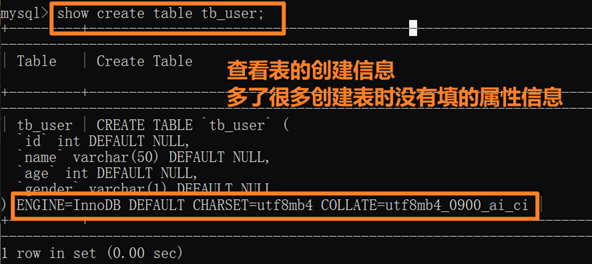 mysql> show create table tb_user;
| Table | Create Table
查看表的创建信息
多了很多创建表时没有填的属性信息
| tb_user | CREATE TABLE `tb_user` (
`id` int DEFAULT NULL,
`name` varchar(50) DEFAULT NULL,
`age` int DEFAULT NULL,
`gender` varchar(1) DEFAULT NULL
) ENGINE=InnoDB DEFAULT CHARSET=utf8mb4 COLLATE=utf8mb4_0900_ai_ci |
1 row in set (0.00 sec)